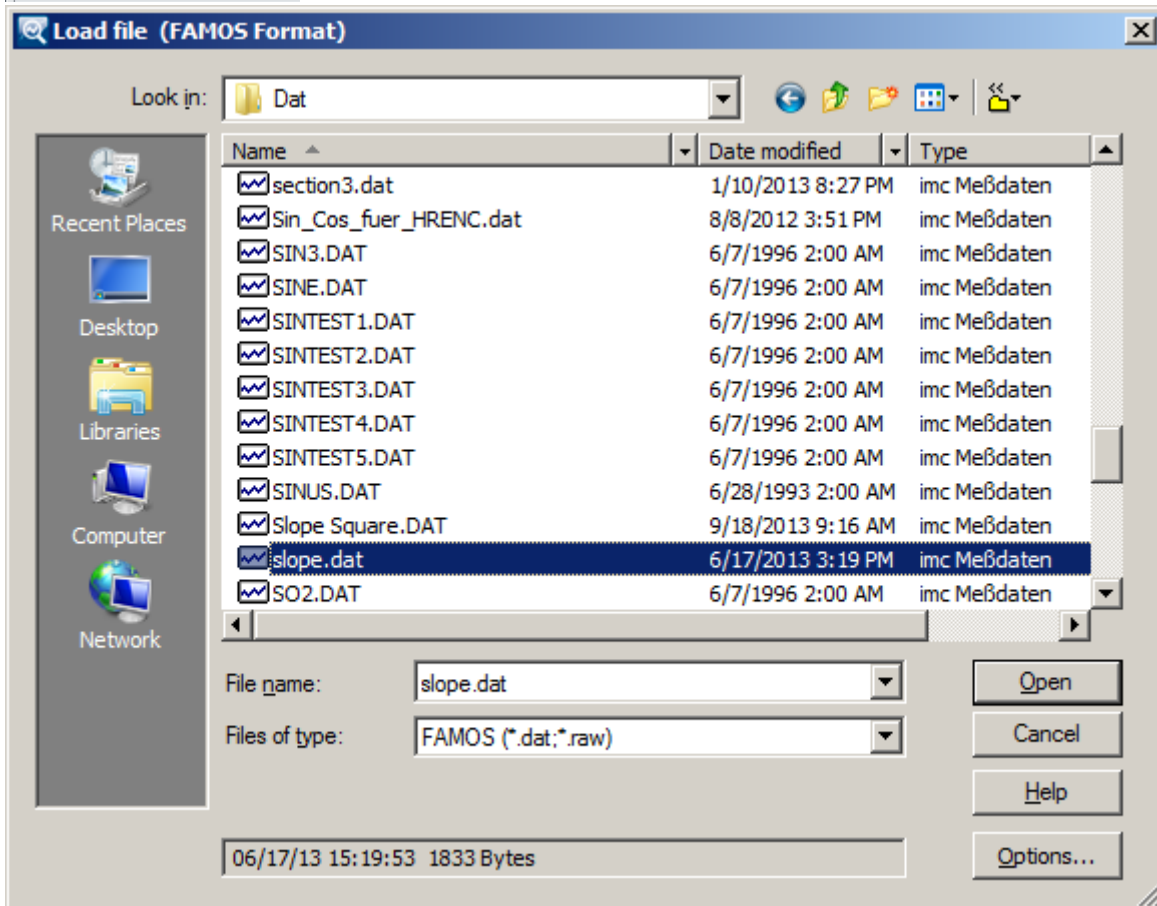 Load file (FAMOS Format)
Look in: Dat
Name Date modified Type
section3.dat 1/10/2013 8:27 PM imc Meßdaten
Sin_Cos_fuer_HRENC.dat 8/8/2012 3:51 PM imc Meßdaten
SIN3.DAT 6/7/1996 2:00 AM imc Meßdaten
SINE.DAT 6/7/1996 2:00 AM imc Meßdaten
SINTEST1.DAT 6/7/1996 2:00 AM imc Meßdaten
SINTEST2.DAT 6/7/1996 2:00 AM imc Meßdaten
SINTEST3.DAT 6/7/1996 2:00 AM imc Meßdaten
SINTEST4.DAT 6/7/1996 2:00 AM imc Meßdaten
SINTEST5.DAT 6/7/1996 2:00 AM imc Meßdaten
SINUS.DAT 6/28/1993 2:00 AM imc Meßdaten
Slope Square.DAT 9/18/2013 9:16 AM imc Meßdaten
slope.dat 6/17/2013 3:19 PM imc Meßdaten
SO2.DAT 6/7/1996 2:00 AM imc Meßdaten
Recent Places
Desktop
Libraries
Computer
Network
File name: slope.dat Open
Files of type: FAMOS (*.dat;*.raw) Cancel
Help
06/17/13 15:19:53 1833 Bytes Options...